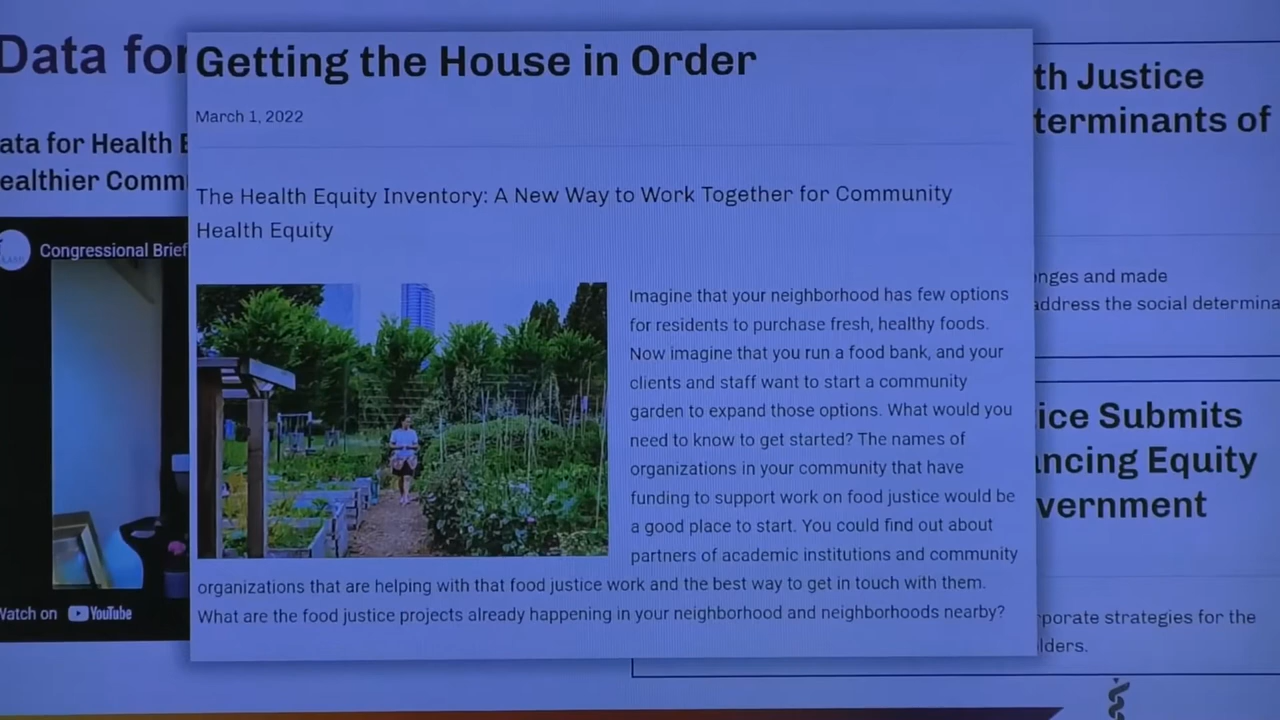 Data for
ata for Health E
ealthier Comm
Congressional Brief
Watch on YouTube
Getting the House in Order
March 1, 2022
The Health Equity Inventory: A New Way to Work Together for Community
Health Equity
Imagine that your neighborhood has few options
for residents to purchase fresh, healthy foods.
Now imagine that you run a food bank, and your
clients and staff want to start a community
garden to expand those options. What would you
need to know to get started? The names of
organizations in your community that have
funding to support work on food justice would be
a good place to start. You could find out about
partners of academic institutions and community
organizations that are helping with that food justice work and the best way to get in touch with them.
What are the food justice projects already happening in your neighborhood and neighborhoods nearby?
th Justice
terminants of
nges and made
address the social determina
ice Submits
ncing Equity
vernment
porate strategies for the
lders.